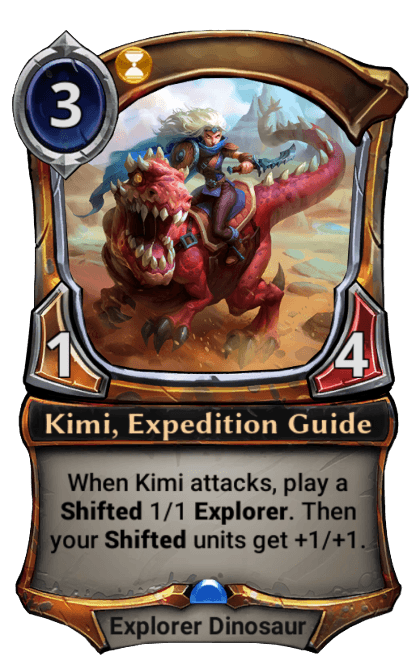 3
1
4
Kimi, Expedition Guide
When Kimi attacks, play a
Shifted 1/1 Explorer. Then
your Shifted units get +1/+1.
Explorer Dinosaur